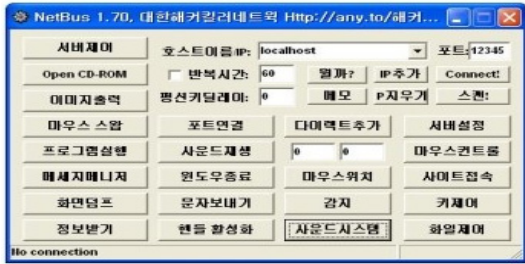 NetBus 1.70, 대한해커킬러네트웍 Http://any.to/해커...
서버제어 호스트이름/IP: localhost 포트: 12345
Open CD-ROM 반복시간: 60 뭘까? IP추가 Connect!
이미지출력 평션키딜레이: 0 메모 P지우기 스캔!
마우스 스왑 포트연결 다이렉트추가 서버설정
프로그램실행 사운드재생 0 0 마우스컨트롤
메세지메니저 윈도우종료 마우스위치 사이트접속
화면덤프 문자보내기 감지 키제어
정보받기 핸들 활성화 사운드시스템 화일제어
No connection